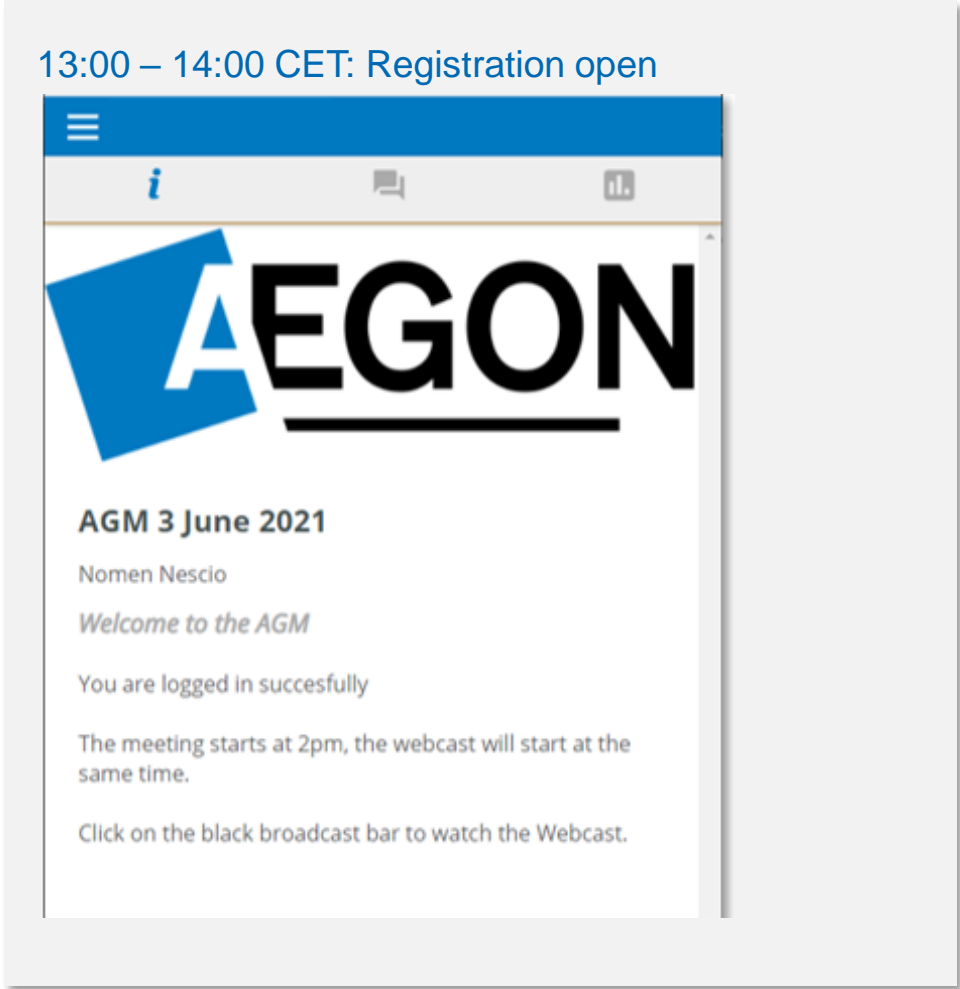 13:00 – 14:00 CET: Registration open
i
AEGON
AGM 3 June 2021
Nomen Nescio
Welcome to the AGM
You are logged in succesfully
The meeting starts at 2pm, the webcast will start at the
same time.
Click on the black broadcast bar to watch the Webcast.